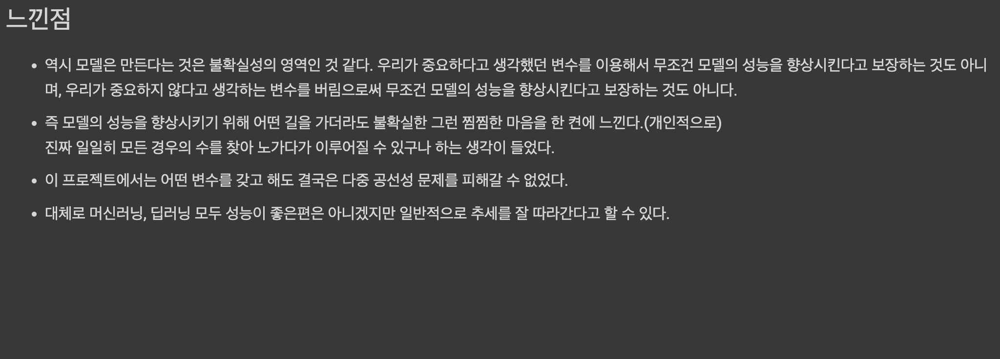 느낀점
• 역시 모델은 만든다는 것은 불확실성의 영역인 것 같다. 우리가 중요하다고 생각했던 변수를 이용해서 무조건 모델의 성능을 향상시킨다고 보장하는 것도 아니
며, 우리가 중요하지 않다고 생각하는 변수를 버림으로써 무조건 모델의 성능을 향상시킨다고 보장하는 것도 아니다.
• 즉 모델의 성능을 향상시키기 위해 어떤 길을 가더라도 불확실한 그런 찜찜한 마음을 한 켠에 느낀다.(개인적으로)
진짜 일일히 모든 경우의 수를 찾아 노가다가 이루어질 수 있구나 하는 생각이 들었다.
• 이 프로젝트에서는 어떤 변수를 갖고 해도 결국은 다중 공선성 문제를 피해갈 수 없었다.
• 대체로 머신러닝, 딥러닝 모두 성능이 좋은편은 아니겠지만 일반적으로 추세를 잘 따라간다고 할 수 있다.